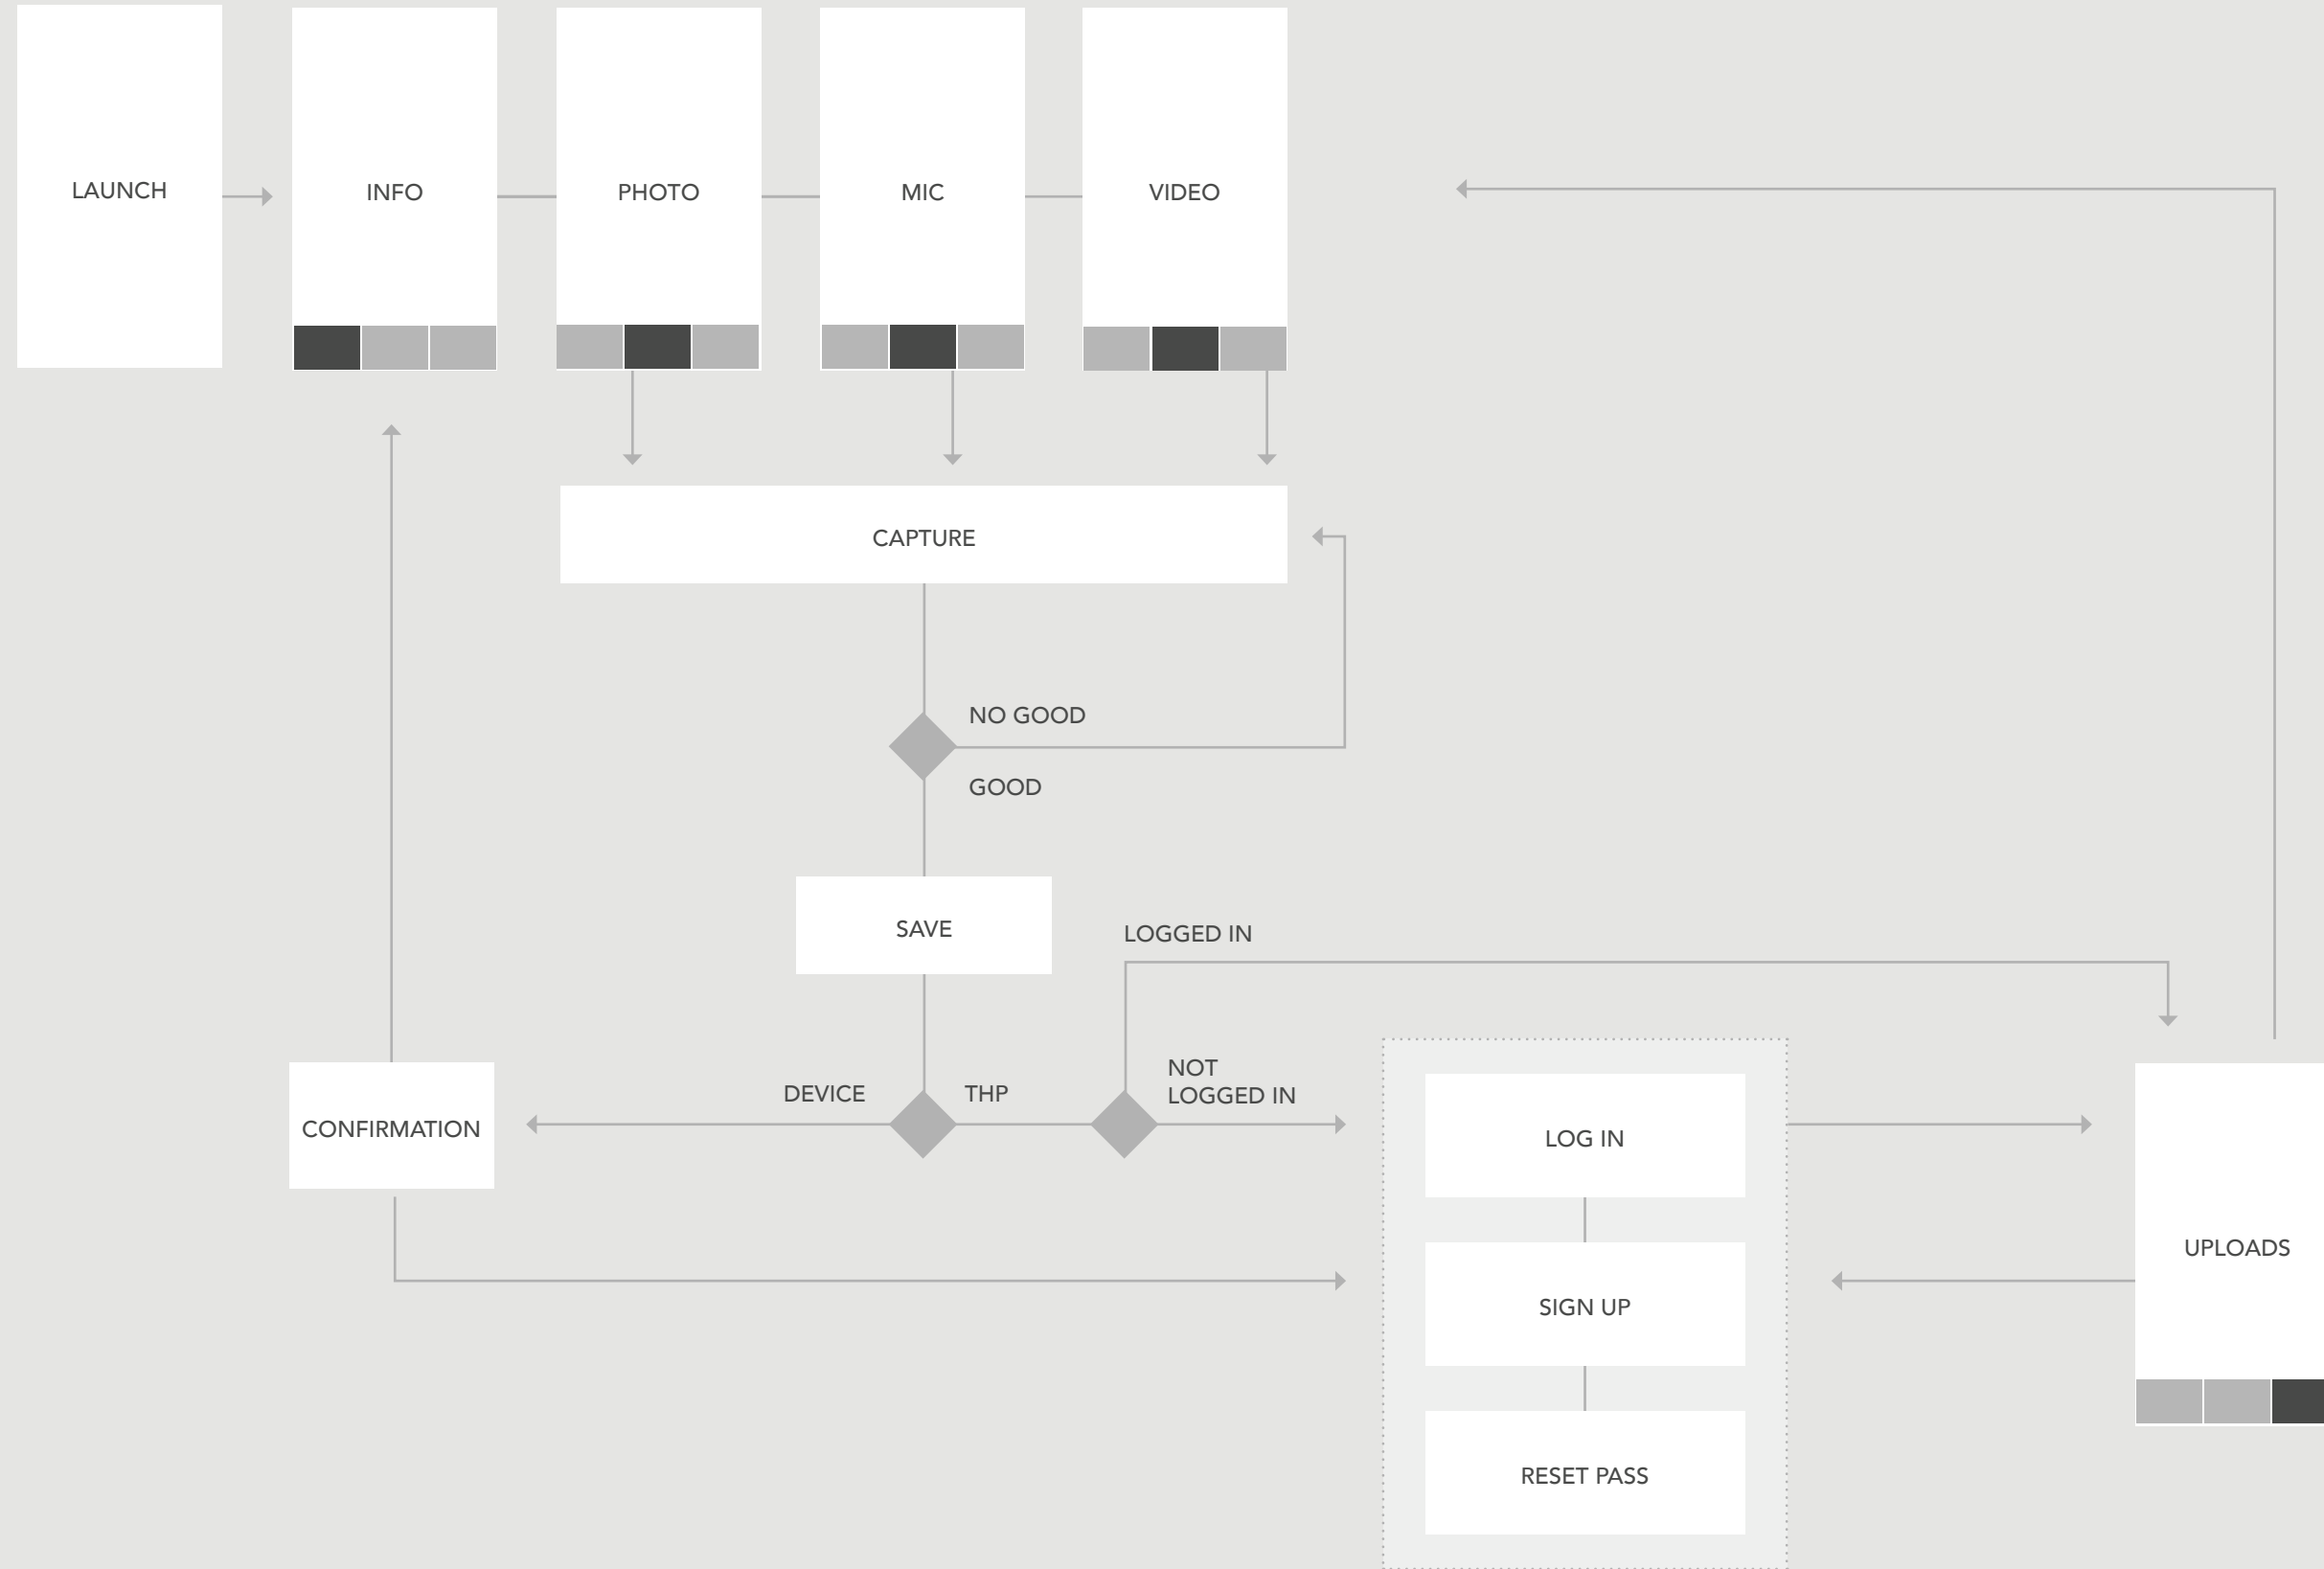 LAUNCH
INFO
PHOTO
MIC
VIDEO
CAPTURE
NO GOOD
GOOD
SAVE
LOGGED IN
DEVICE
THP
NOT
LOGGED IN
CONFIRMATION
LOG IN
UPLOADS
SIGN UP
RESET PASS